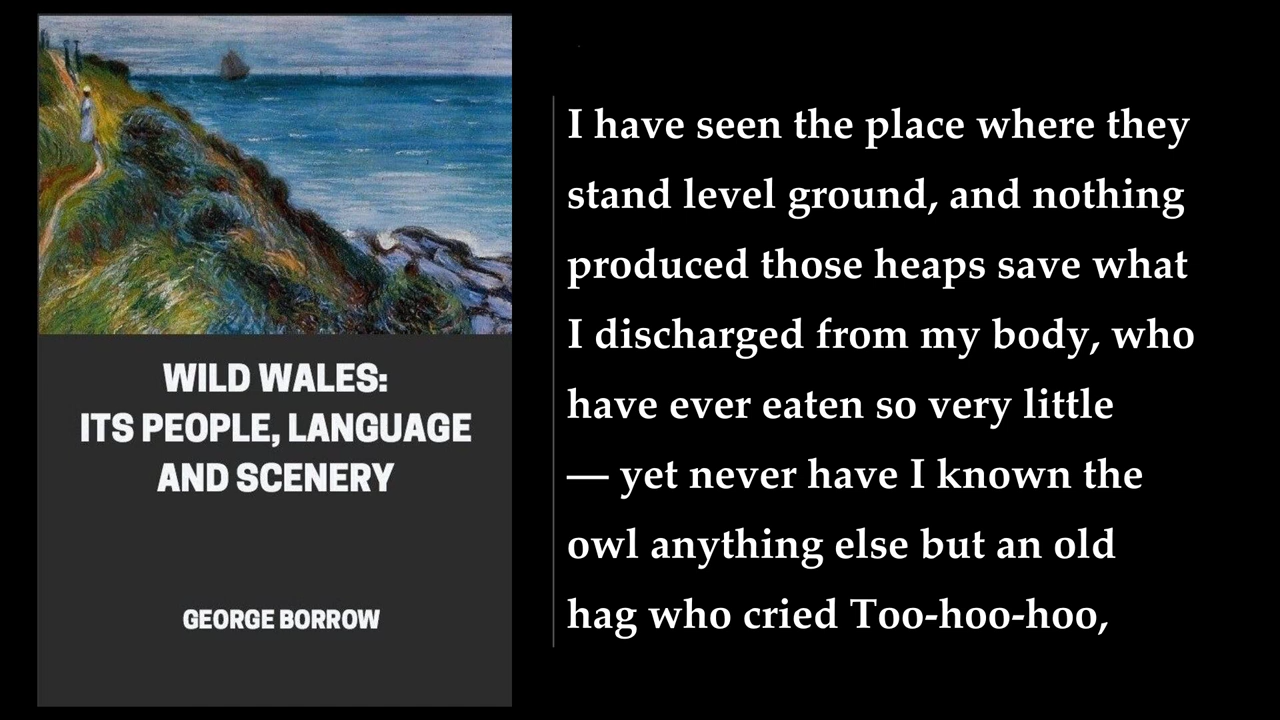 WILD WALES:
ITS PEOPLE, LANGUAGE
AND SCENERY
GEORGE BORROW
I have seen the place where they
stand level ground, and nothing
produced those heaps save what
I discharged from my body, who
have ever eaten so very little
— yet never have I known the
owl anything else but an old
hag who cried Too-hoo-hoo,